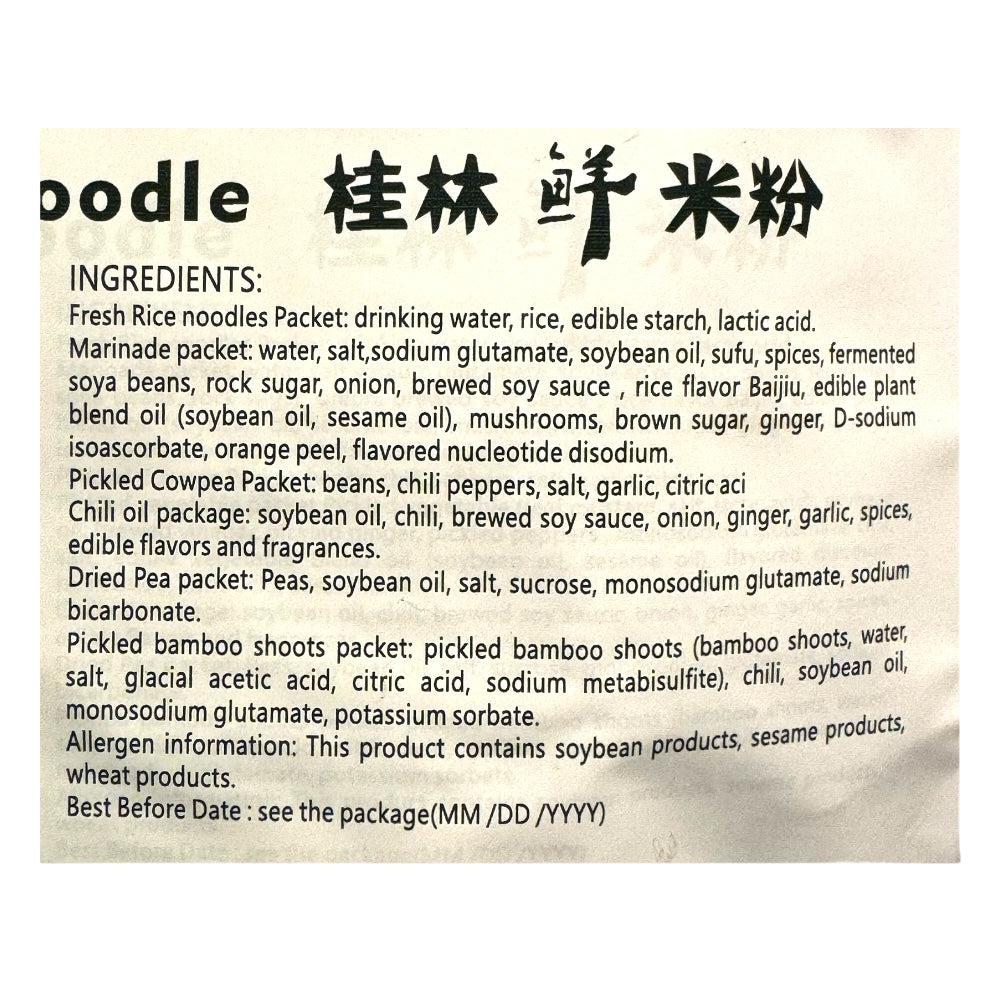 oodle 桂林鲜米粉
INGREDIENTS:
Fresh Rice noodles Packet: drinking water, rice, edible starch, lactic acid.
Marinade packet: water, salt,sodium glutamate, soybean oil, sufu, spices, fermented
soya beans, rock sugar, onion, brewed soy sauce , rice flavor Baijiu, edible plant
blend oil (soybean oil, sesame oil), mushrooms, brown sugar, ginger, D-sodium
isoascorbate, orange peel, flavored nucleotide disodium.
Pickled Cowpea Packet: beans, chili peppers, salt, garlic, citric aci
Chili oil package: soybean oil, chili, brewed soy sauce, onion, ginger, garlic, spices,
edible flavors and fragrances.
Dried Pea packet: Peas, soybean oil, salt, sucrose, monosodium glutamate, sodium
bicarbonate.
Pickled bamboo shoots packet: pickled bamboo shoots (bamboo shoots, water,
salt, glacial acetic acid, citric acid, sodium metabisulfite), chili, soybean oil,
monosodium glutamate, potassium sorbate.
Allergen information: This product contains soybean products, sesame products,
wheat products.
Best Before Date : see the package(MM /DD /YYYY)